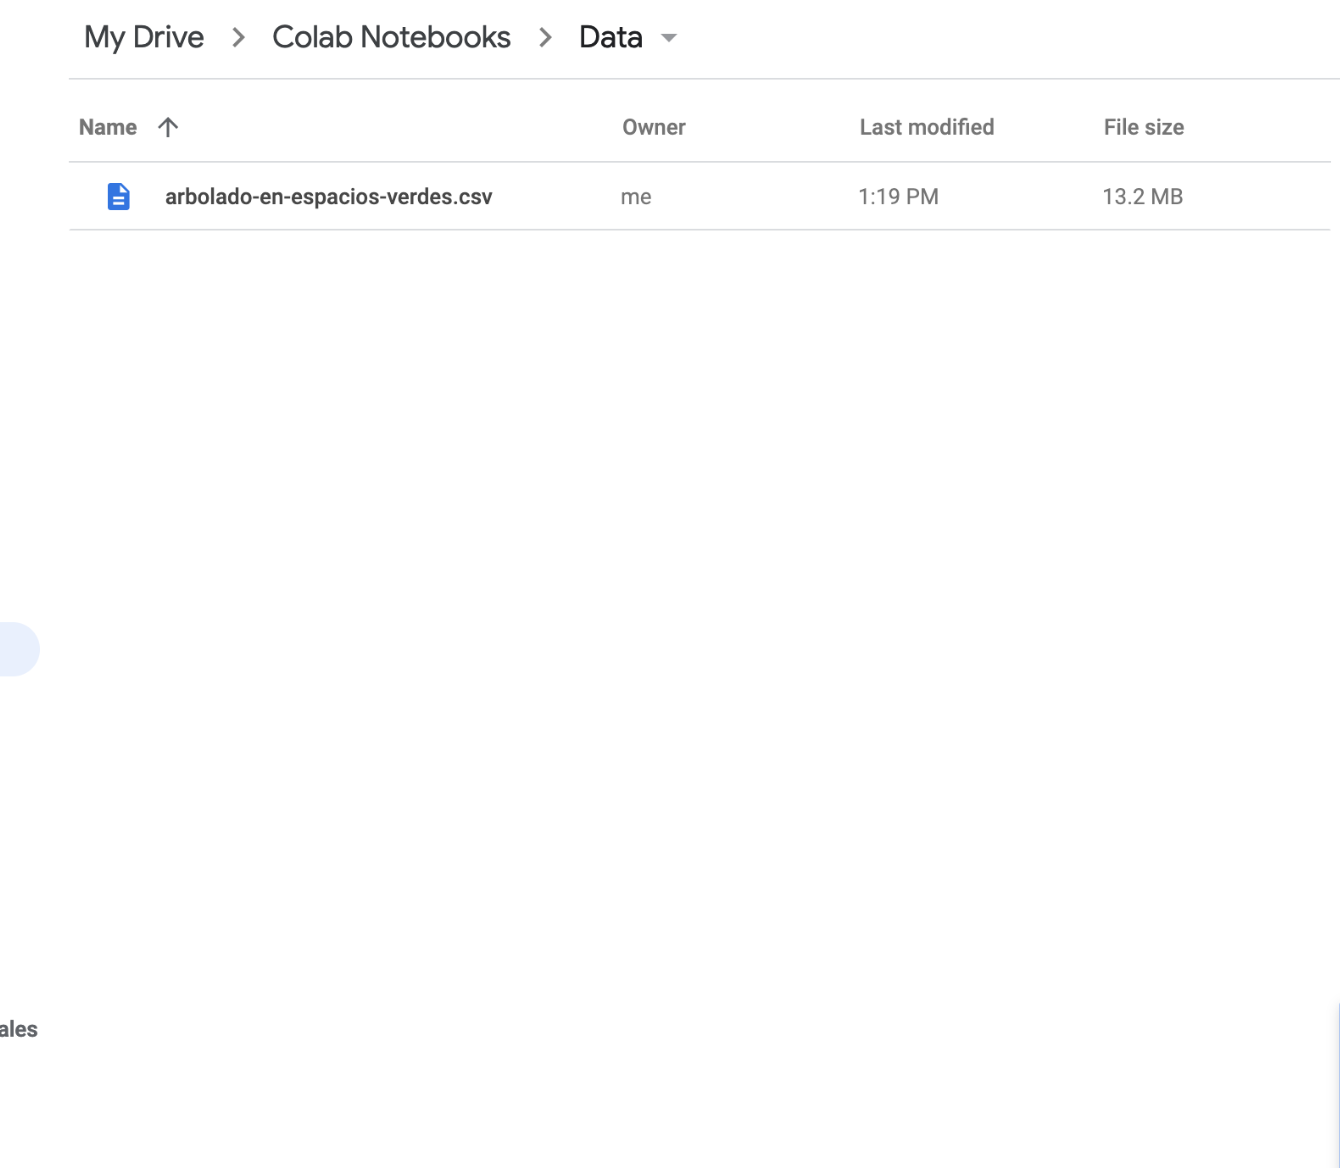 My Drive > Colab Notebooks > Data
Name Owner Last modified File size
arbolado-en-espacios-verdes.csv me 1:19 PM 13.2 MB
ales